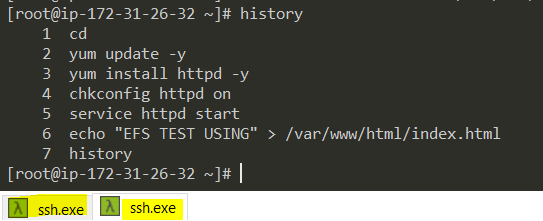 [root@ip-172-31-26-32 ~]# history
    1  cd
    2  yum update -y
    3  yum install httpd -y
    4  chkconfig httpd on
    5  service httpd start
    6  echo "EFS TEST USING" > /var/www/html/index.html
    7  history
[root@ip-172-31-26-32 ~]#
λ ssh.exe λ ssh.exe